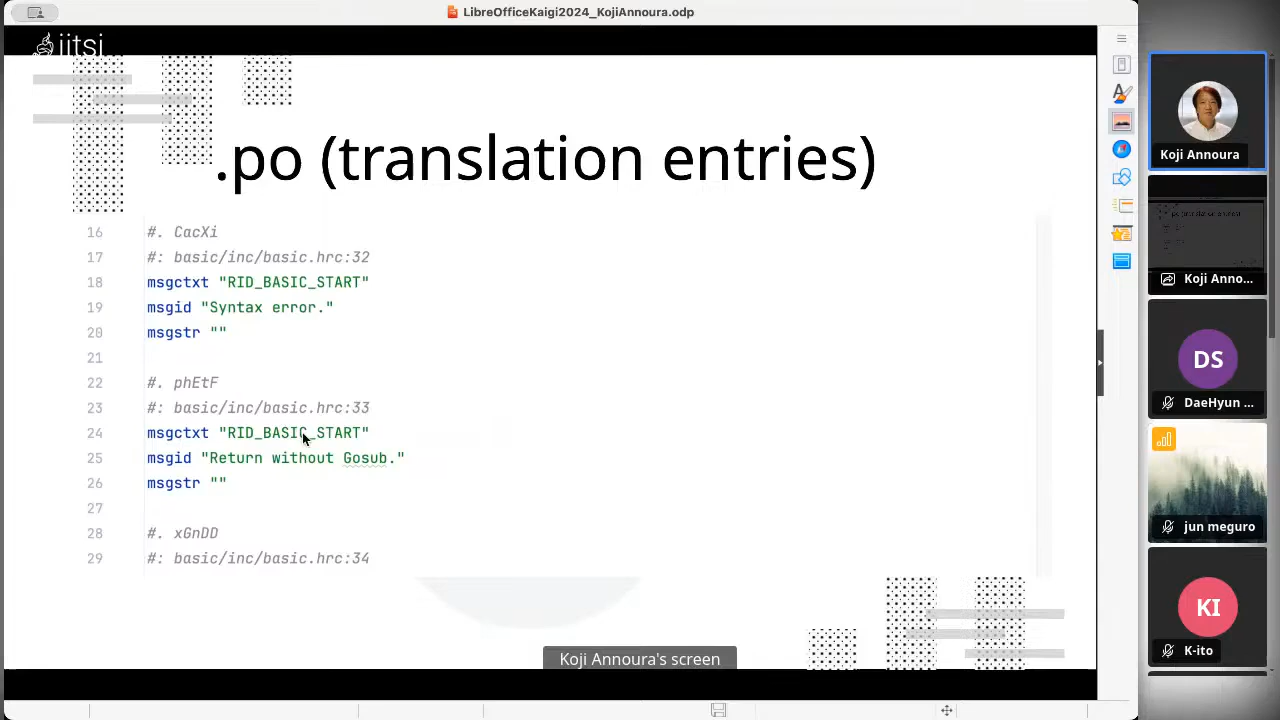 LibreOfficeKaigi2024_KojiAnnoura.odp
jitsi
.po (translation entries)
16 #. CacXi
17 #: basic/inc/basic.hrc:32
18 msgctxt "RID_BASIC_START"
19 msgid "Syntax error."
20 msgstr ""
21
22 #. phEtF
23 #: basic/inc/basic.hrc:33
24 msgctxt "RID_BASIC_START"
25 msgid "Return without Gosub."
26 msgstr ""
27
28 #. xGnDD
29 #: basic/inc/basic.hrc:34
Koji Annoura's screen
Koji Annoura
Koji Anno...
DS
DaeHyun ...
jun meguro
KI
K-ito